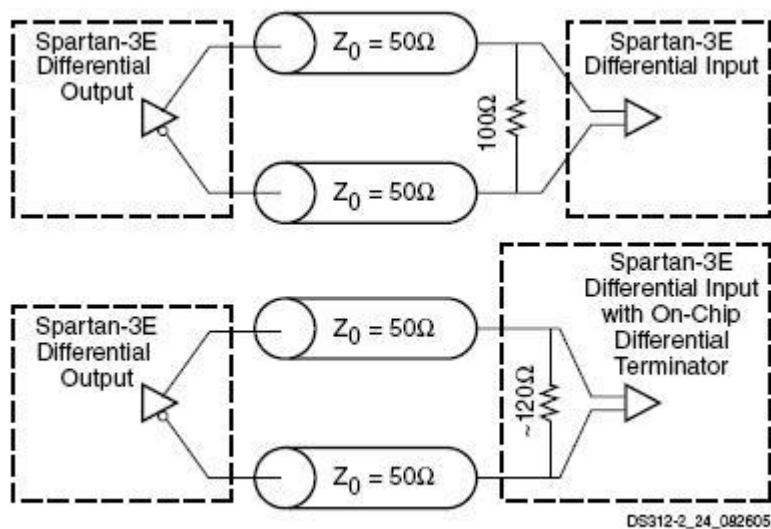 Spartan-3E
Differential
Output
Z0 = 50Ω
100Ω
Z0 = 50Ω
Spartan-3E
Differential Input
Spartan-3E
Differential
Output
Z0 = 50Ω
~120Ω
Z0 = 50Ω
Spartan-3E
Differential Input
with On-Chip
Differential
Terminator
DS312-2_24_082605